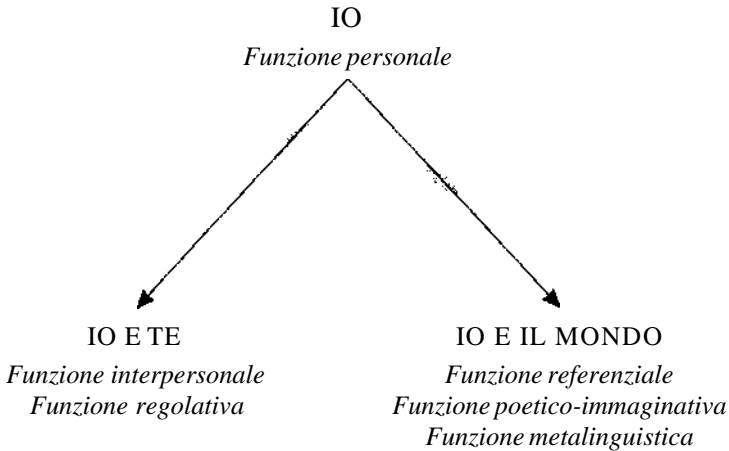 IO
Funzione personale
IO E TE
Funzione interpersonale
Funzione regolativa
IO E IL MONDO
Funzione referenziale
Funzione poetico-immaginativa
Funzione metalinguistica